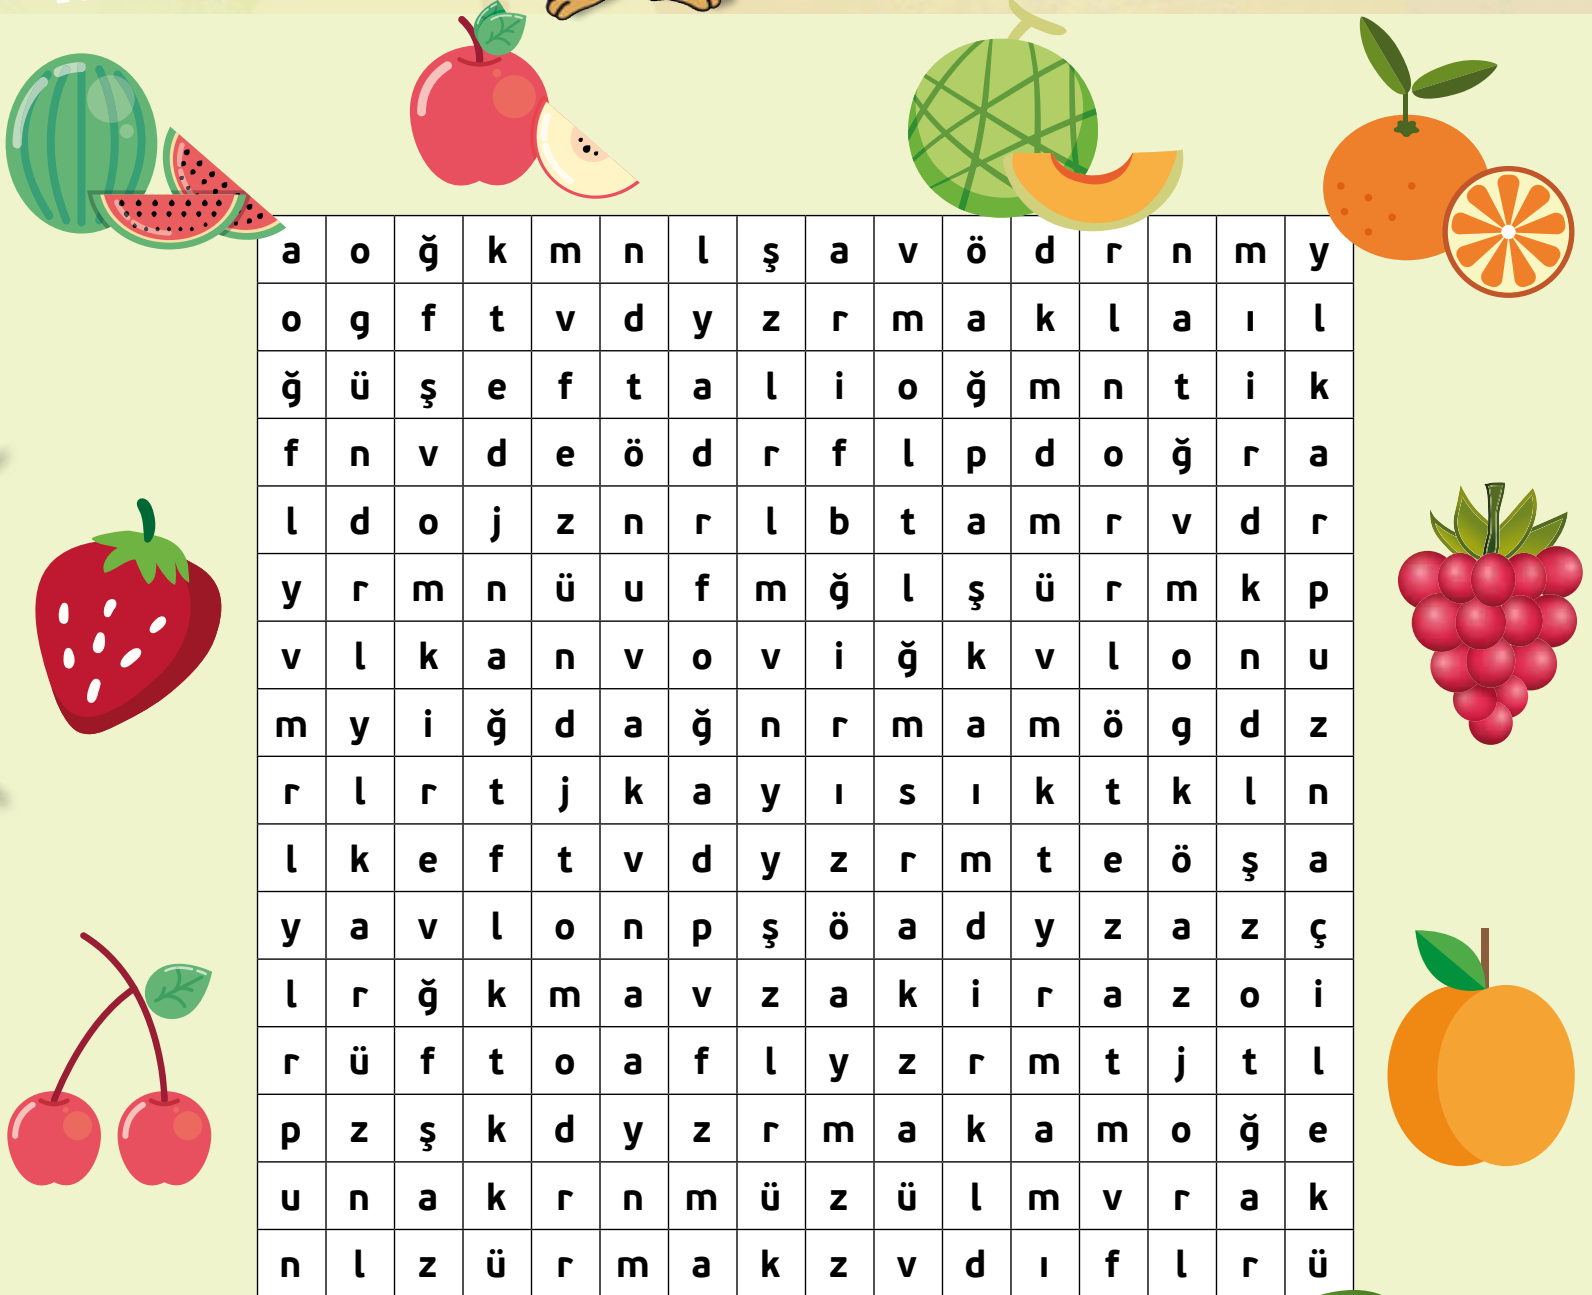 a o ğ k m n l ş a v ö d r n m y
o g f t v d y z r m a k l a ı l
ğ ü ş e f t a l i o ğ m n t i k
f n v d e ö d r f l p d o ğ r a
l d o j z n r l b t a m r v d r
y r m n ü u f m ğ l ş ü r m k p
v l k a n v o v i ğ k v l o n u
m y i ğ d a ğ n r m a m ö g d z
r l r t j k a y ı s ı k t k l n
l k e f t v d y z r m t e ö ş a
y a v l o n p ş ö a d y z a z ç
l r ğ k m a v z a k i r a z o i
r ü f t o a f l y z r m t j t l
p z ş k d y z r m a k a m o ğ e
u n a k r n m ü z ü l m v r a k
n l z ü r m a k z v d ı f l r ü